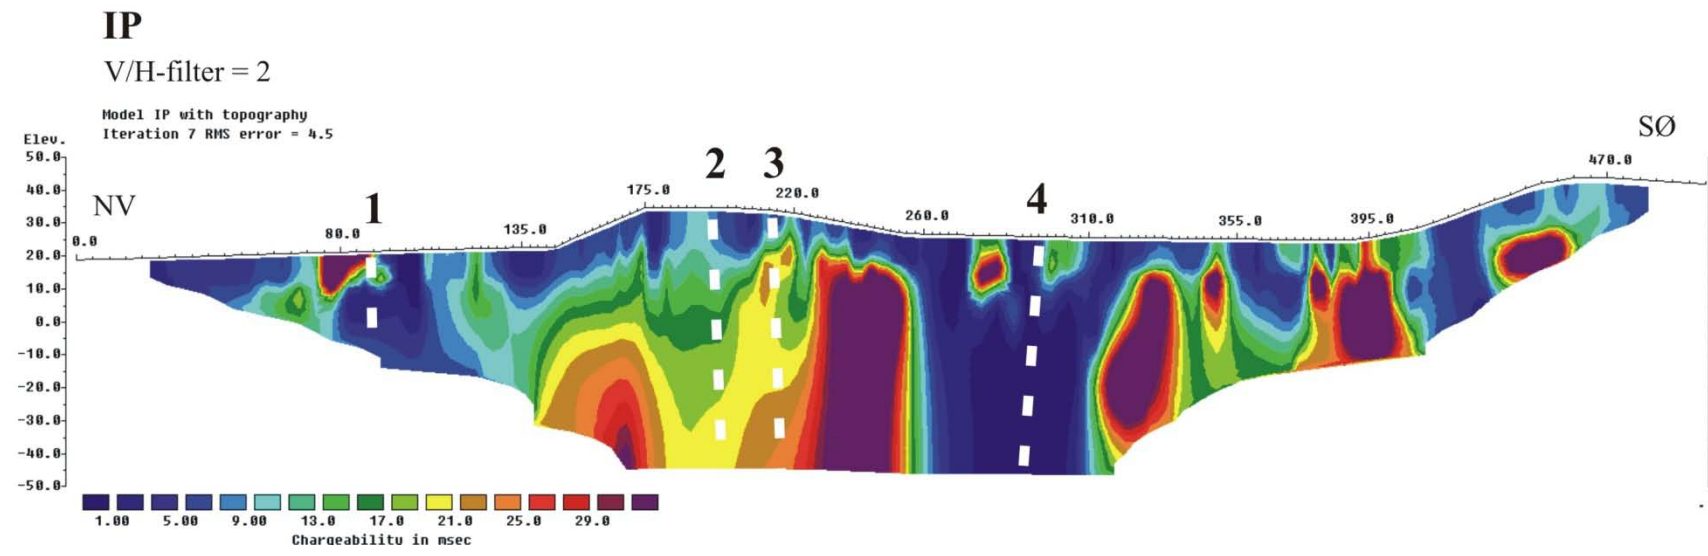 IP
V/H-filter = 2
Model IP with topography
Iteration 7 RMS error = 4.5
Elev.
50.0
40.0
30.0
20.0
10.0
0.0
-10.0
-20.0
-30.0
-40.0
-50.0
NV
SØ
1
2
3
4
0.0
80.0
135.0
175.0
220.0
260.0
310.0
355.0
395.0
470.0
1.00 5.00 9.00 13.0 17.0 21.0 25.0 29.0
Chargeability in msec